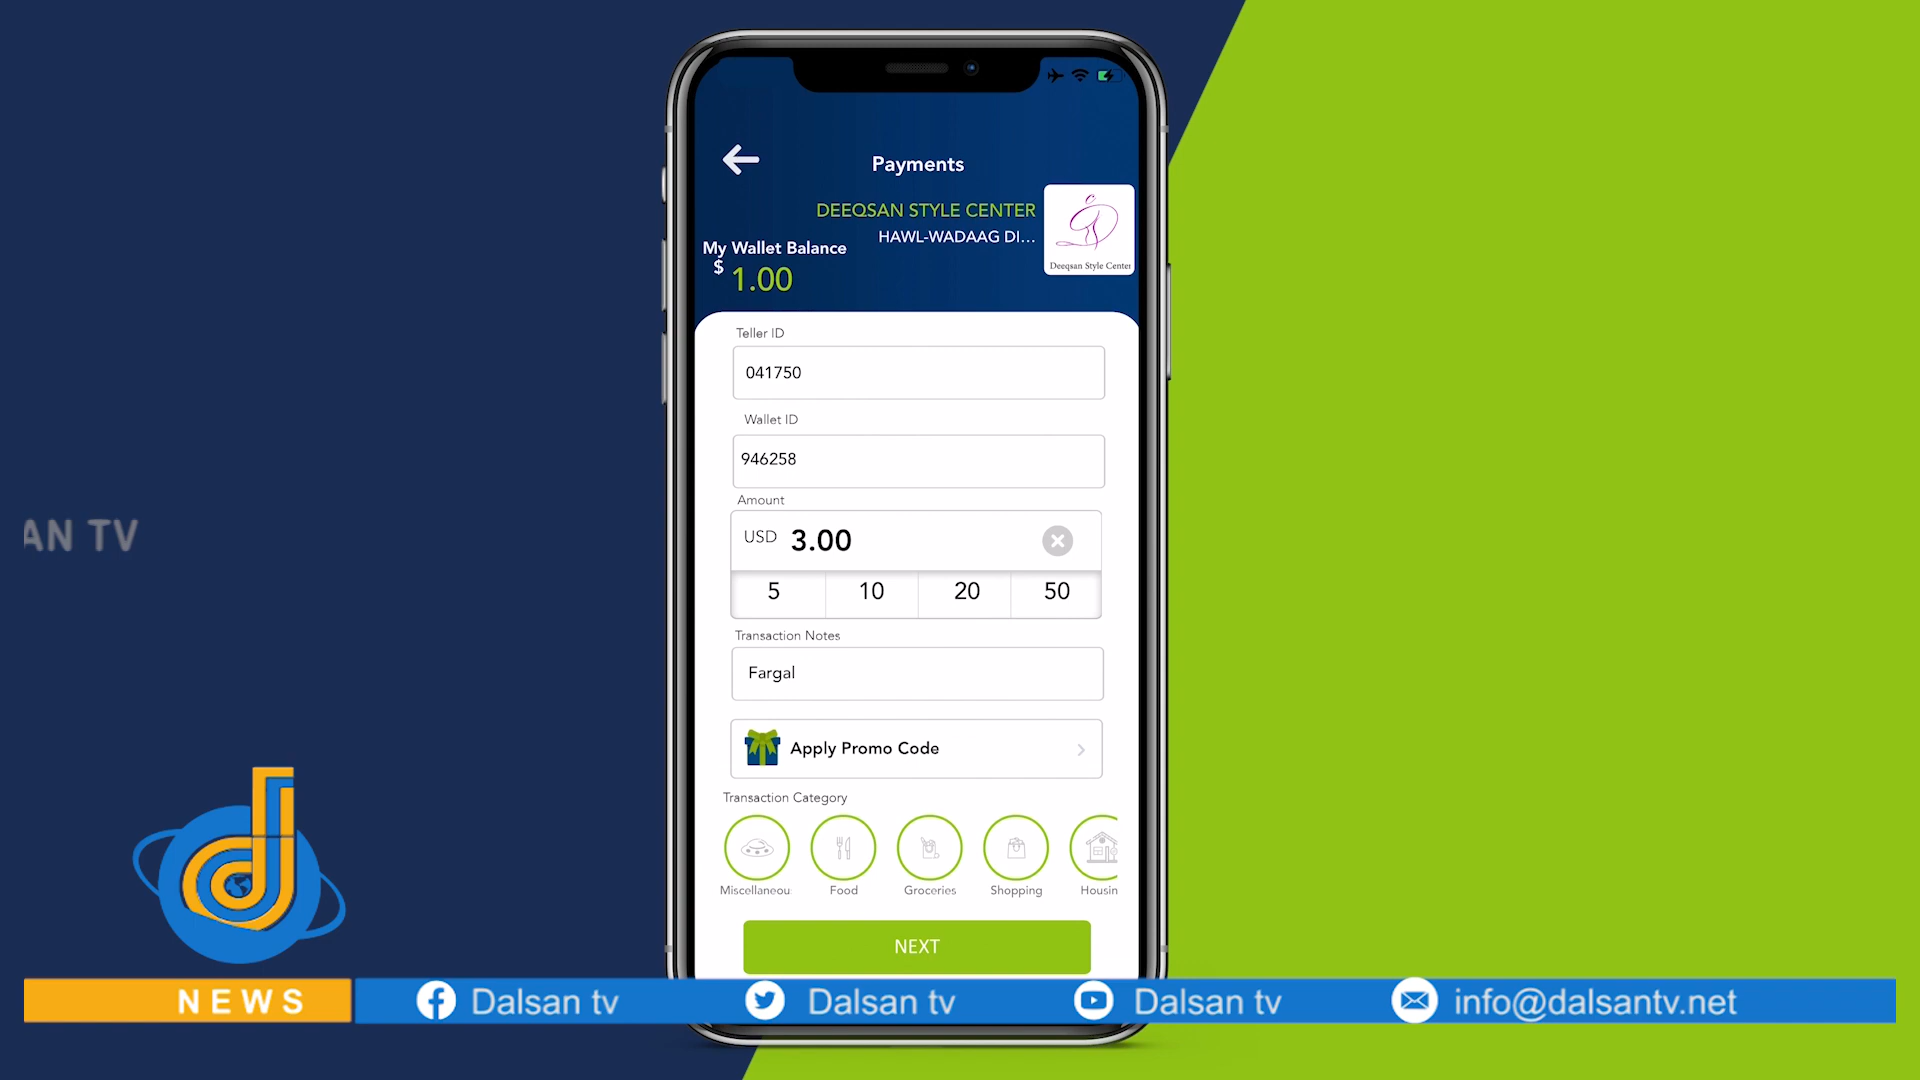 Payments
DEEQSAN STYLE CENTER
HAWL-WADAAG DI...
Deeqsan Style Center
My Wallet Balance
$ 1.00
Teller ID
041750
Wallet ID
946258
Amount
USD 3.00
5 10 20 50
Transaction Notes
Fargal
Apply Promo Code
Transaction Category
Miscellaneou Food Groceries Shopping Housin
NEXT
AN TV
NEWS
Dalsan tv Dalsan tv Dalsan tv info@dalsantv.net